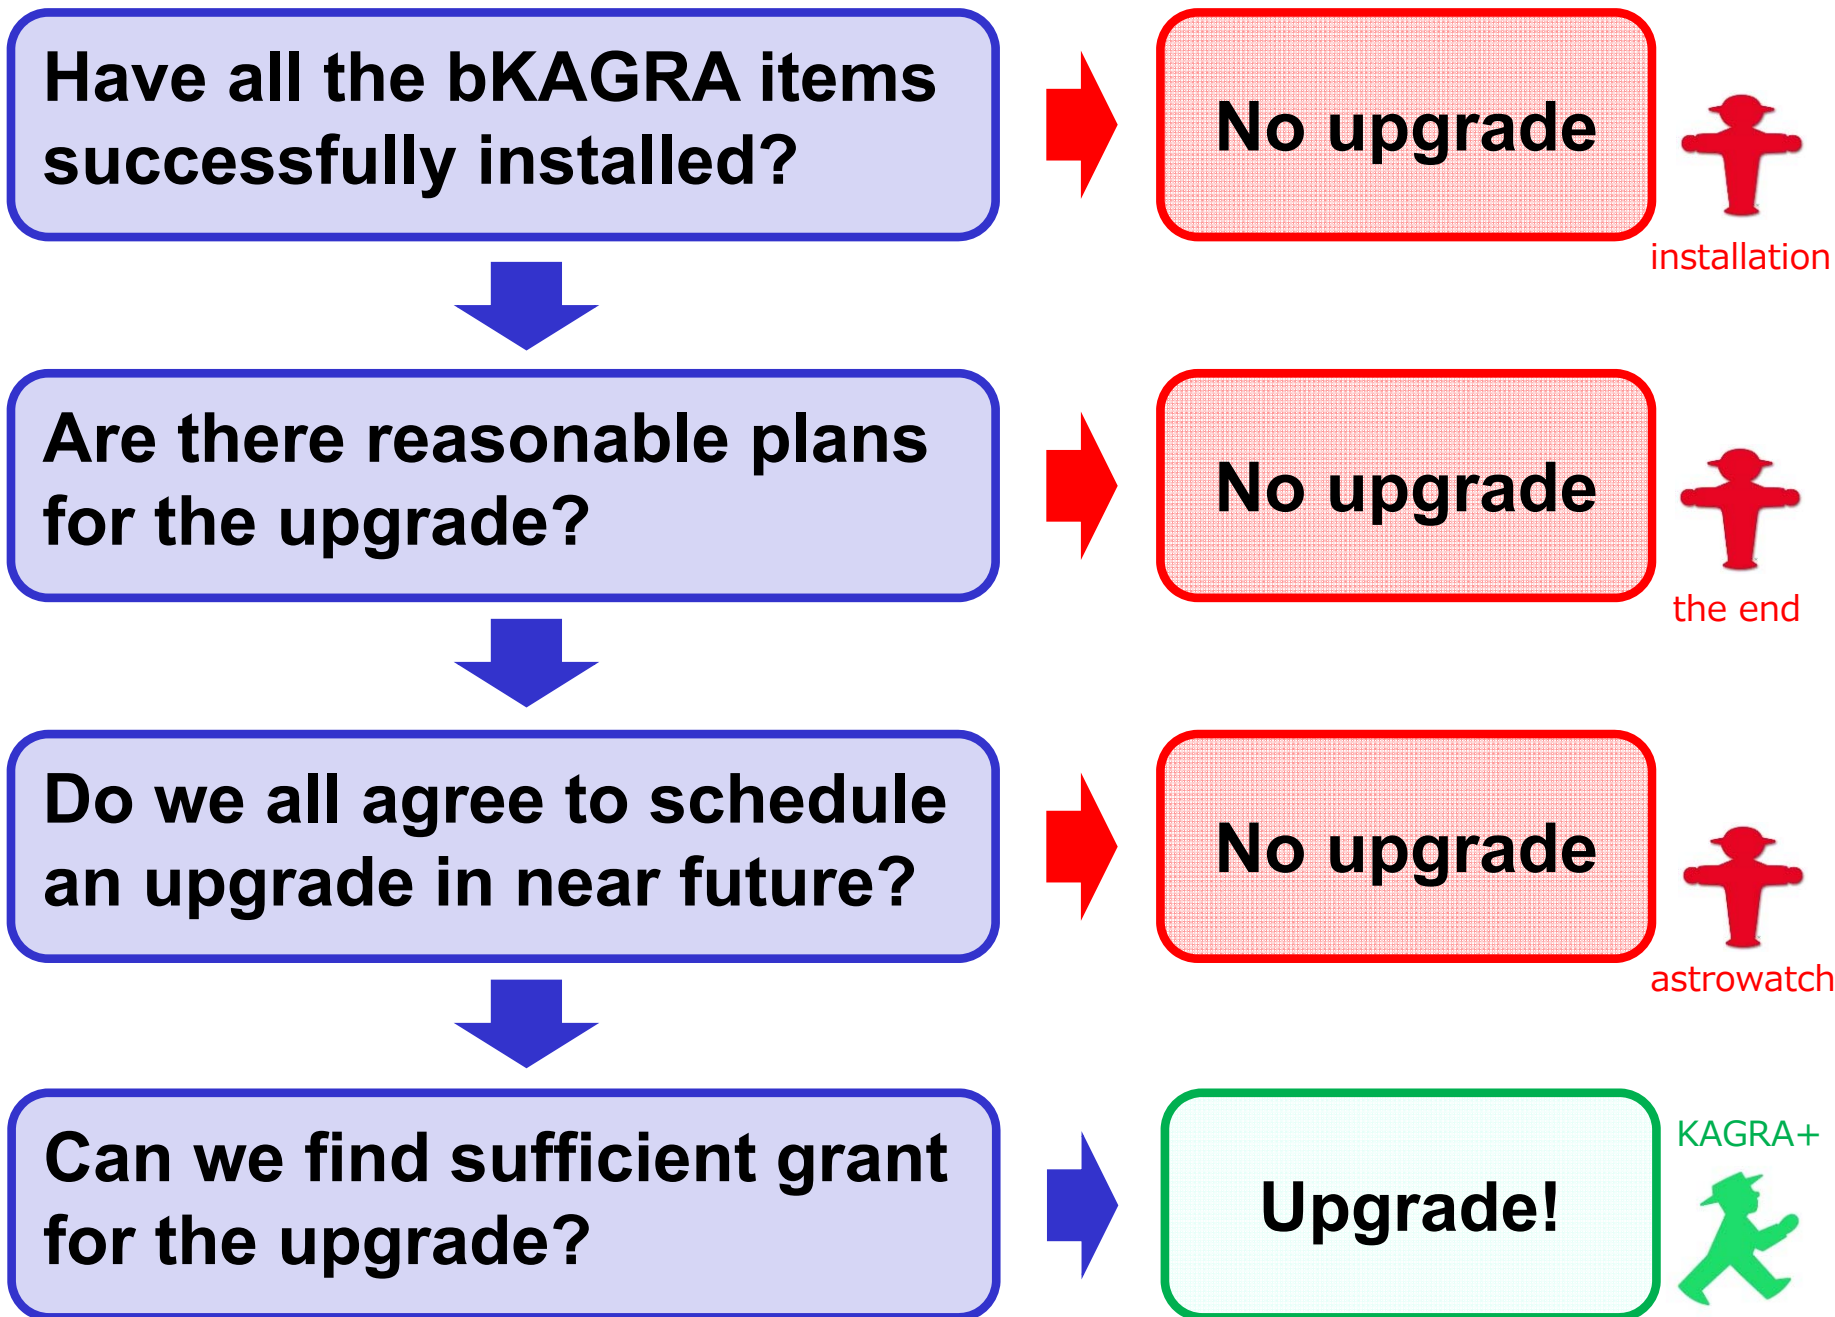 Have all the bKAGRA items
successfully installed?
No upgrade
installation
Are there reasonable plans
for the upgrade?
No upgrade
the end
Do we all agree to schedule
an upgrade in near future?
No upgrade
astrowatch
Can we find sufficient grant
for the upgrade?
Upgrade!
KAGRA+